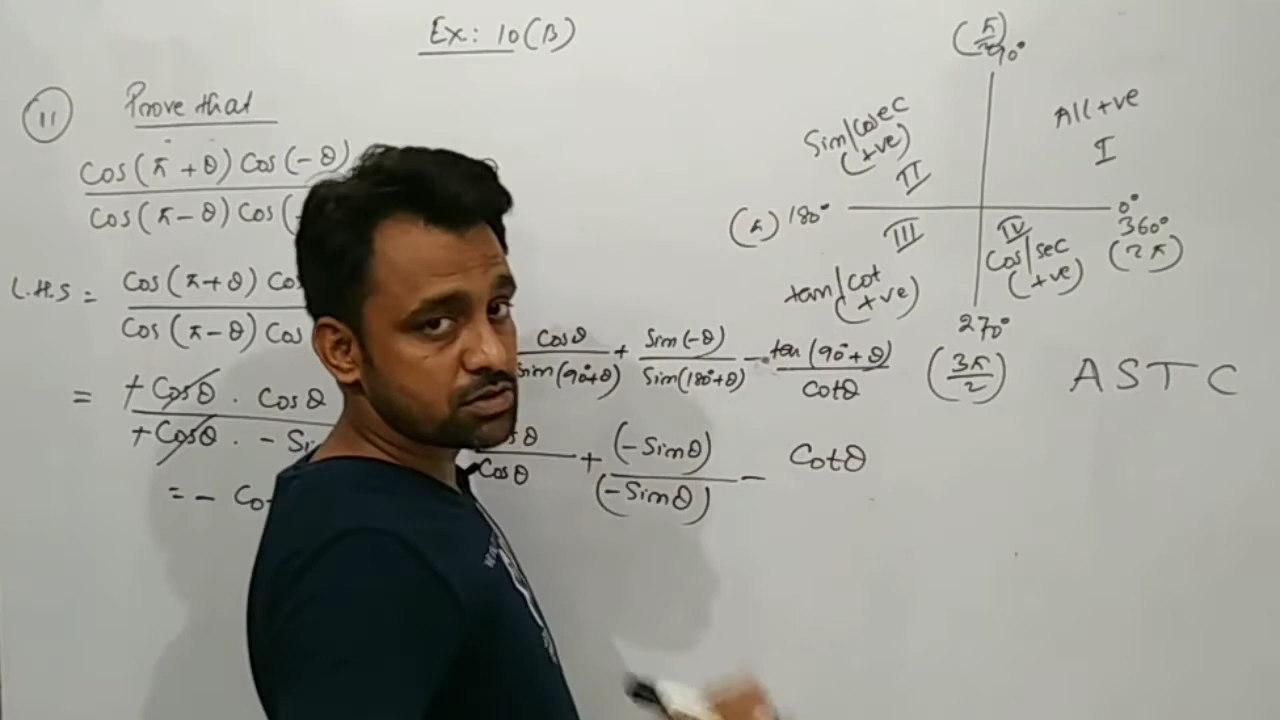 Ex: 10(B)
(11) Prove that
Cos(π+θ) Cos(-θ)
Cos(π-θ) Cos(
L.H.S = Cos(π+θ) Co
Cos(π-θ) Cos
= + Cosθ . Cosθ
+ Cosθ . - Si
= - Co
Cosθ / Sin(90°+θ) + Sin(-θ) / Sin(180°+θ) - tan(90°+θ) / Cotθ
sθ / Cosθ + (-Sinθ) / (-Sinθ) - Cotθ
(π/2) 90°
Sin/Cosec
(+ve)
II
All +ve
I
(π) 180°
0°
360°
(2π)
III
tan/Cot
(+ve)
IV
Cos/sec
(+ve)
270°
(3π/2)
A S T C